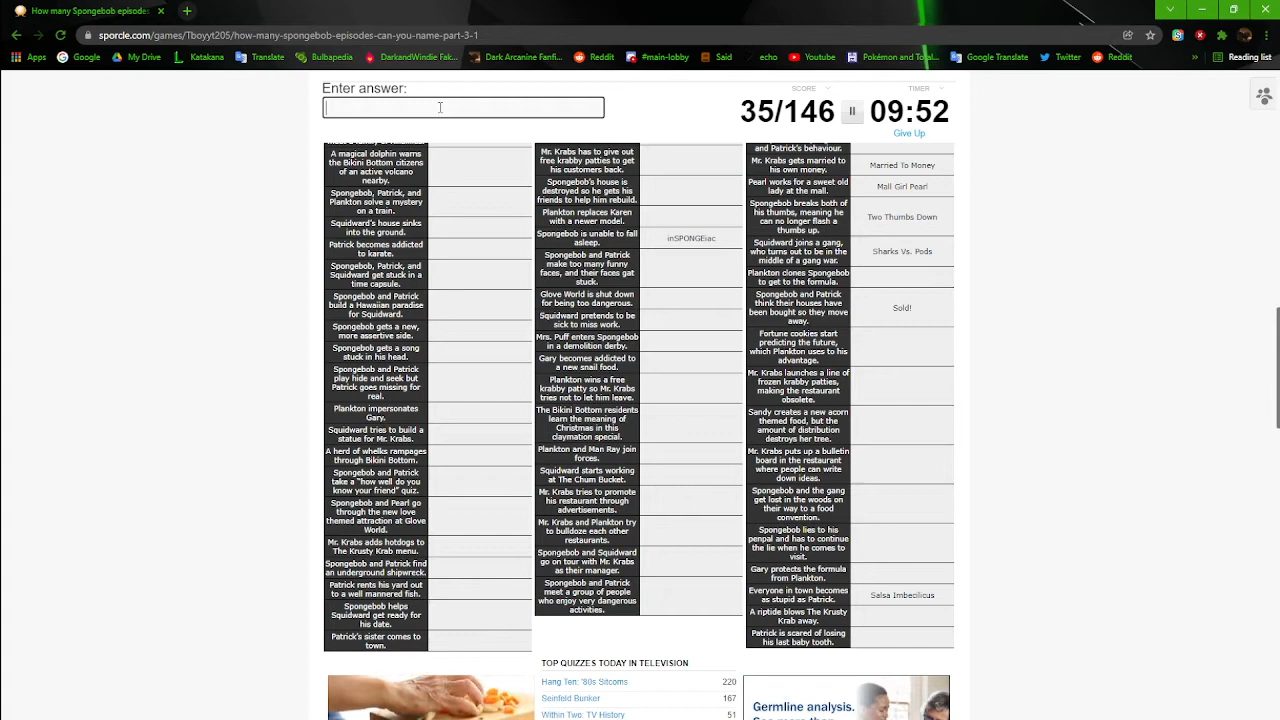 How many Spongebob episodes
sporcle.com/games/Tboyyt205/how-many-spongebob-episodes-can-you-name-part-3-1
Apps
Google
My Drive
Katakana
Translate
DarkandWindie Fak...
Dark Arcanine Fanfi...
Reddit
#main-lobby
Said
echo
YouTube
Pokémon and Total...
Google Translate
Twitter
Reddit
»
Reading list
Enter answer:
SCORE
TIMER
35/146
09:52
Give Up
A magical dolphin warns
the Bikini Bottom citizens
of an active volcano
nearby.
Spongebob, Patrick, and
Plankton solve a mystery
on a train.
Squidward's house sinks
into the ground.
Patrick becomes addicted
to karate.
Spongebob, Patrick, and
Squidward get stuck in a
time capsule.
Spongebob and Patrick
build a Hawaiian paradise
for Squidward.
Spongebob gets a new,
more assertive side.
Spongebob gets a song
stuck in his head.
Spongebob and Patrick
play hide and seek but
Patrick goes missing for
real.
Plankton impersonates
Gary.
Squidward tries to build a
statue for Mr. Krabs.
A herd of whelks rampages
through Bikini Bottom.
Spongebob and Patrick
take a "how well do you
know your friend" quiz.
Spongebob and Pearl go
through the new love
themed attraction at Glove
World.
Mr. Krabs adds hotdogs to
The Krusty Krab menu.
Spongebob and Patrick find
an underground shipwreck.
Patrick rents his yard out
to a well mannered fish.
Spongebob helps
Squidward get ready for
his date.
Patrick's sister comes to
town.
Mr. Krabs has to give out
free krabby patties to get
his customers back.
Spongebob's house is
destroyed so he gets his
friends to help him rebuild.
Plankton replaces Karen
with a newer model.
Spongebob is unable to fall
asleep.
inSPONGEiac
Spongebob and Patrick
make too many funny
faces, and their faces gat
stuck.
Glove World is shut down
for being too dangerous.
Squidward pretends to be
sick to miss work.
Mrs. Puff enters Spongebob
in a demolition derby.
Gary becomes addicted to
a new snail food.
Plankton wins a free
krabby patty so Mr. Krabs
tries not to let him leave.
The Bikini Bottom residents
learn the meaning of
Christmas in this
claymation special.
Plankton and Man Ray join
forces.
Squidward starts working
at The Chum Bucket.
Mr. Krabs tries to promote
his restaurant through
advertisements.
Mr. Krabs and Plankton try
to bulldoze each other
restaurants.
Spongebob and Squidward
go on tour with Mr. Krabs
as their manager.
Spongebob and Patrick
meet a group of people
who enjoy very dangerous
activities.
and Patrick's behaviour.
Mr. Krabs gets married to
his own money.
Married To Money
Pearl works for a sweet old
lady at the mall.
Mall Girl Pearl
Spongebob breaks both of
his thumbs, meaning he
can no longer flash a
thumbs up.
Two Thumbs Down
Squidward joins a gang,
who turns out to be in the
middle of a gang war.
Sharks Vs. Pods
Plankton clones Spongebob
to get to the formula.
Spongebob and Patrick
think their houses have
been bought so they move
away.
Sold!
Fortune cookies start
predicting the future,
which Plankton uses to his
advantage.
Mr. Krabs launches a line of
frozen krabby patties,
making the restaurant
obsolete.
Sandy creates a new acorn
themed food, but the
amount of distribution
destroys her tree.
Mr. Krabs puts up a bulletin
board in the restaurant
where people can write
down ideas.
Spongebob and the gang
get lost in the woods on
their way to a food
convention.
Spongebob lies to his
penpal and has to continue
the lie when he comes to
visit.
Gary protects the formula
from Plankton.
Everyone in town becomes
as stupid as Patrick.
Salsa Imbecilicus
A riptide blows The Krusty
Krab away.
Patrick is scared of losing
his last baby tooth.
TOP QUIZZES TODAY IN TELEVISION
Hang Ten: '80s Sitcoms 220
Seinfeld Bunker 167
Within Two: TV History 51
Germline analysis.